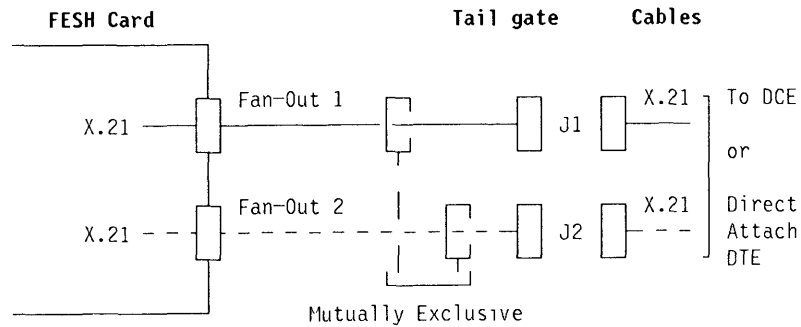 FESH Card Tail gate Cables
Fan-Out 1 X.21 To DCE
X.21 J1
or
Fan-Out 2 X.21 Direct
X.21 J2 Attach
DTE
Mutually Exclusive